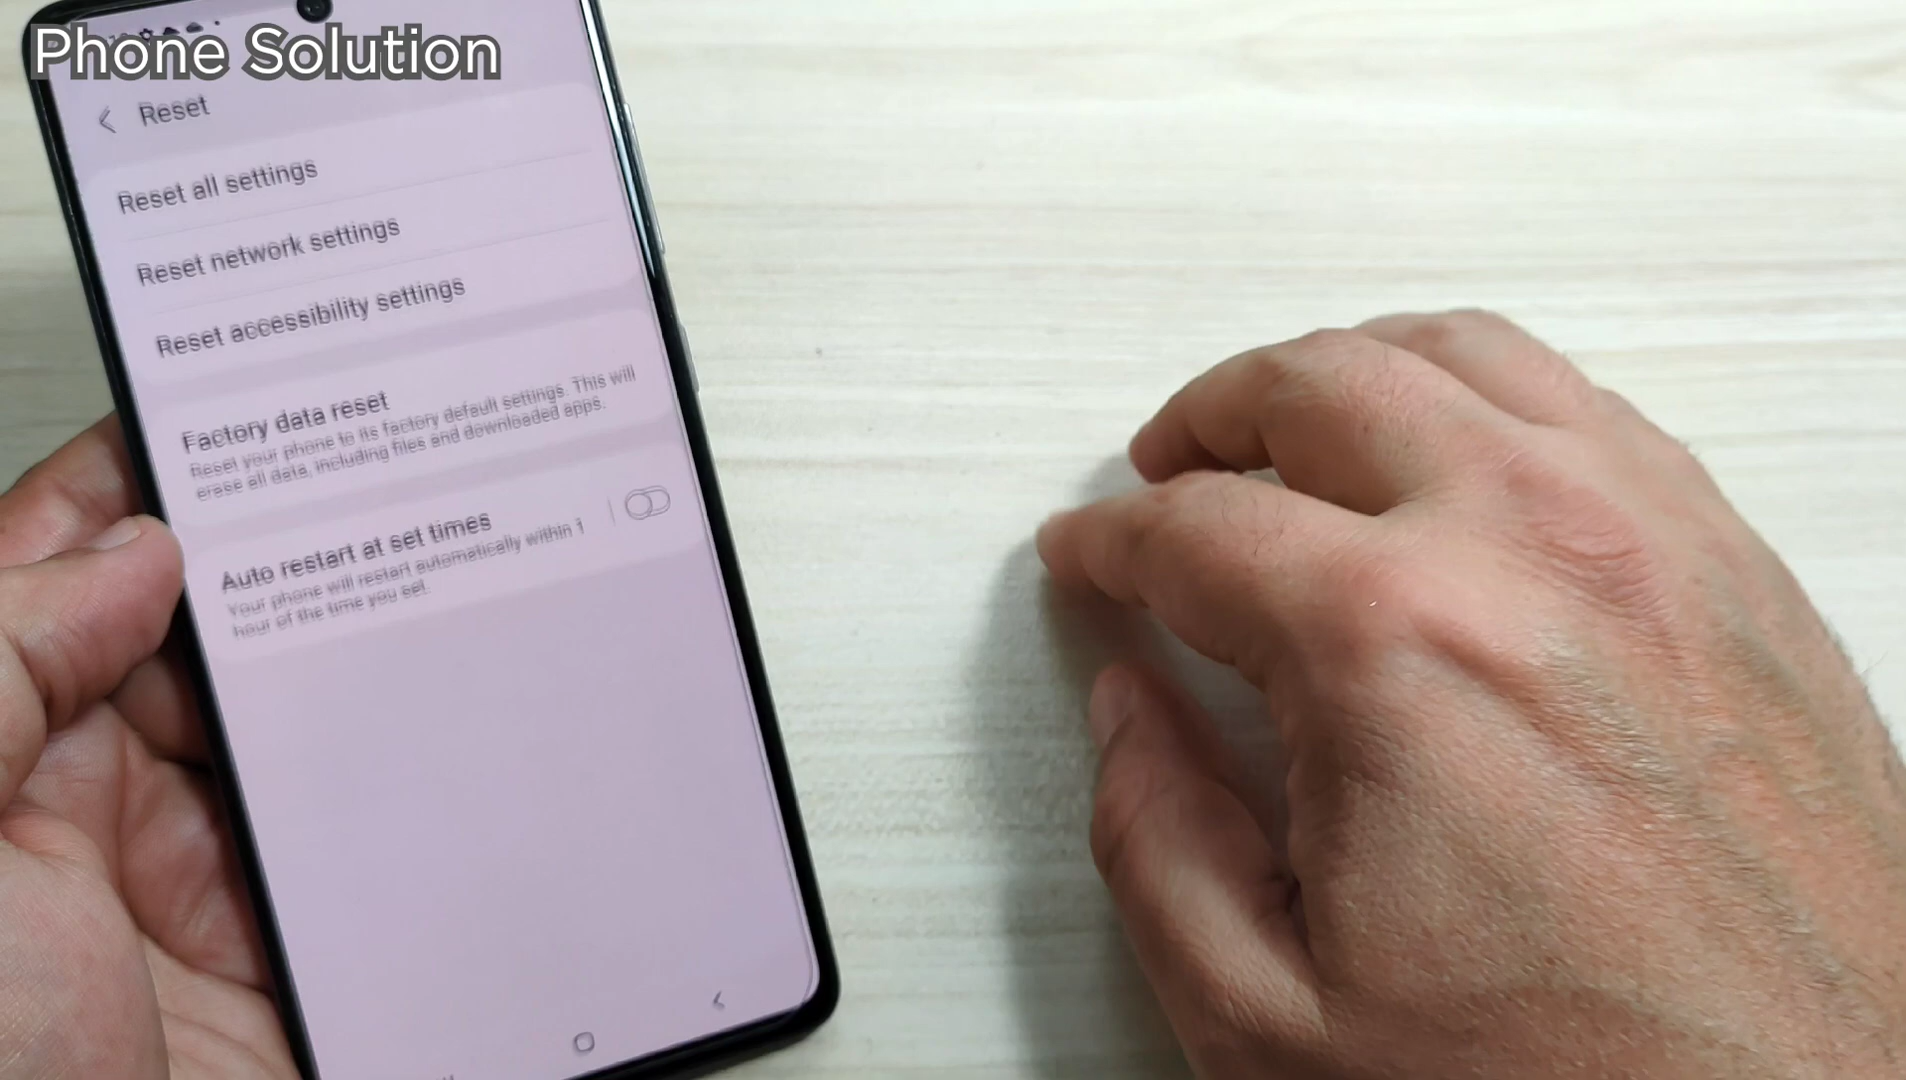 Phone Solution
Reset
Reset all settings
Reset network settings
Reset accessibility settings
Factory data reset
Reset your phone to its factory default settings. This will
erase all data, including files and downloaded apps.
Auto restart at set times
Your phone will restart automatically within 1
hour of the time you set.